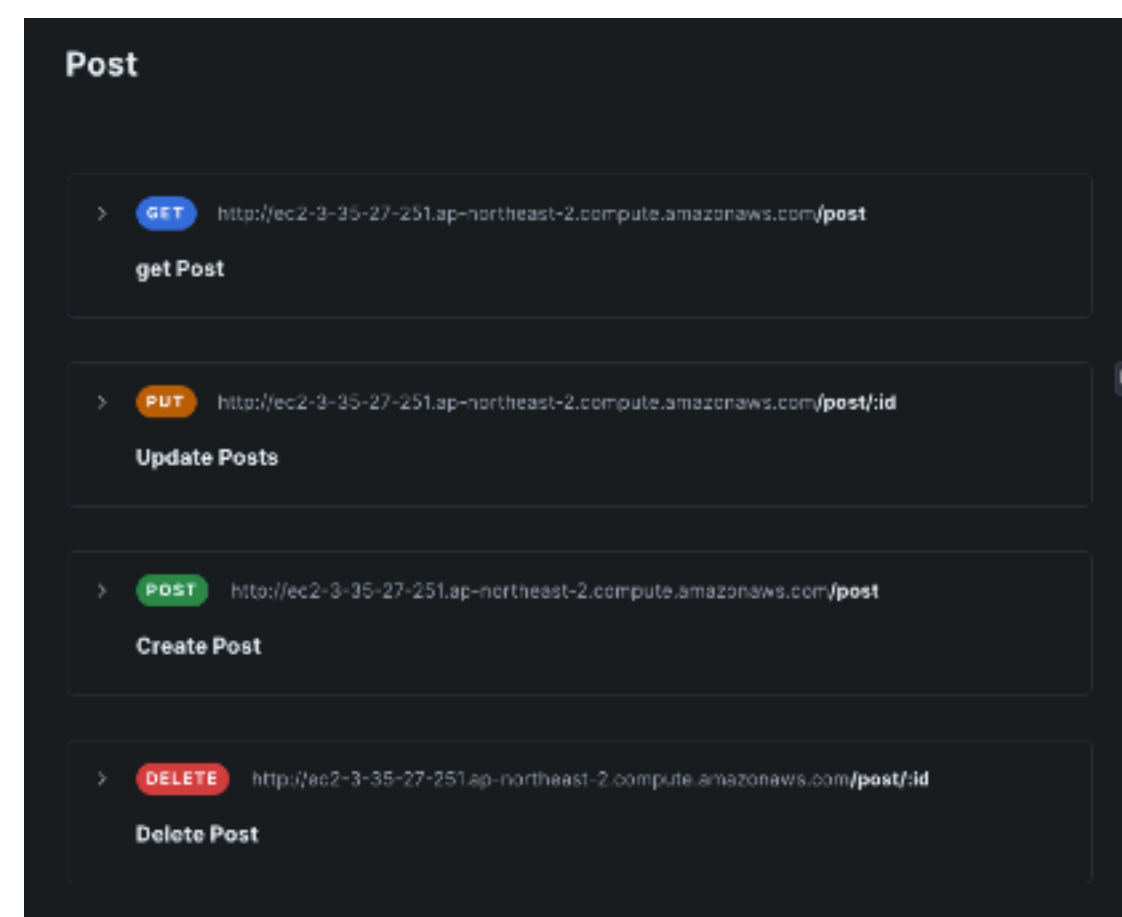 Post
GET http://ec2-3-35-27-251.ap-northeast-2.compute.amazonaws.com/post
get Post
PUT http://ec2-3-35-27-251.ap-northeast-2.compute.amazonaws.com/post/:id
Update Posts
POST http://ec2-3-35-27-251.ap-northeast-2.compute.amazonaws.com/post
Create Post
DELETE http://ec2-3-35-27-251.ap-northeast-2.compute.amazonaws.com/post/:id
Delete Post